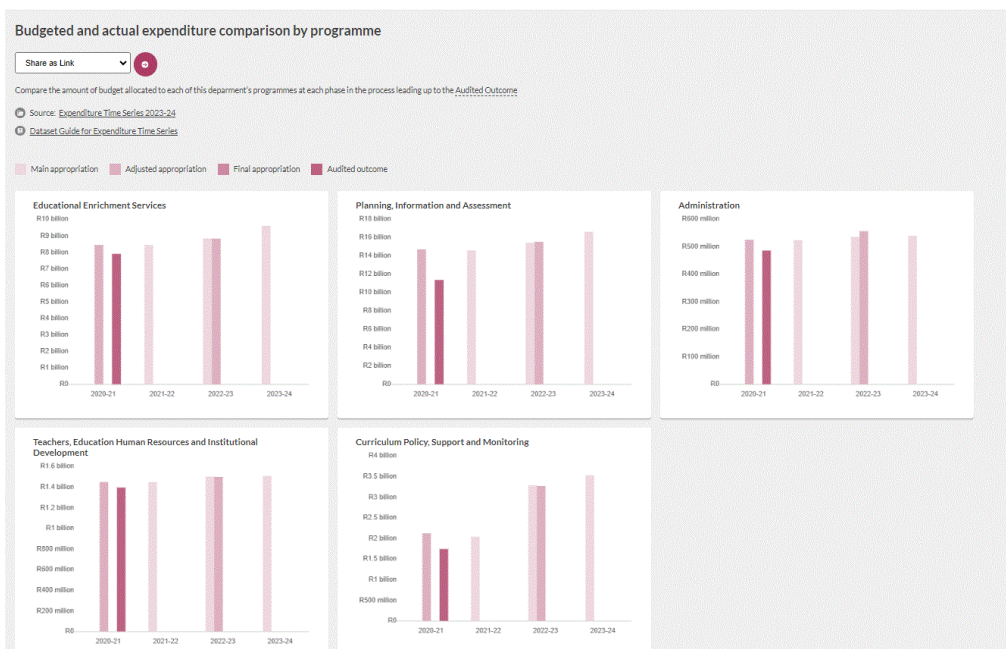 Budgeted and actual expenditure comparison by programme
Share as Link
Compare the amount of budget allocated to each of this deparment's programmes at each phase in the process leading up to the Audited Outcome
Source: Expenditure Time Series 2023-24
Dataset Guide for Expenditure Time Series
Main appropriation Adjusted appropriation Final appropriation Audited outcome
Educational Enrichment Services
R10 billion
R9 billion
R8 billion
R7 billion
R6 billion
R5 billion
R4 billion
R3 billion
R2 billion
R1 billion
R0
2020-21 2021-22 2022-23 2023-24
Planning, Information and Assessment
R18 billion
R16 billion
R14 billion
R12 billion
R10 billion
R8 billion
R6 billion
R4 billion
R2 billion
R0
2020-21 2021-22 2022-23 2023-24
Administration
R600 million
R500 million
R400 million
R300 million
R200 million
R100 million
R0
2020-21 2021-22 2022-23 2023-24
Teachers, Education Human Resources and Institutional
Development
R1.6 billion
R1.4 billion
R1.2 billion
R1 billion
R800 million
R600 million
R400 million
R200 million
R0
2020-21 2021-22 2022-23 2023-24
Curriculum Policy, Support and Monitoring
R4 billion
R3.5 billion
R3 billion
R2.5 billion
R2 billion
R1.5 billion
R1 billion
R500 million
R0
2020-21 2021-22 2022-23 2023-24